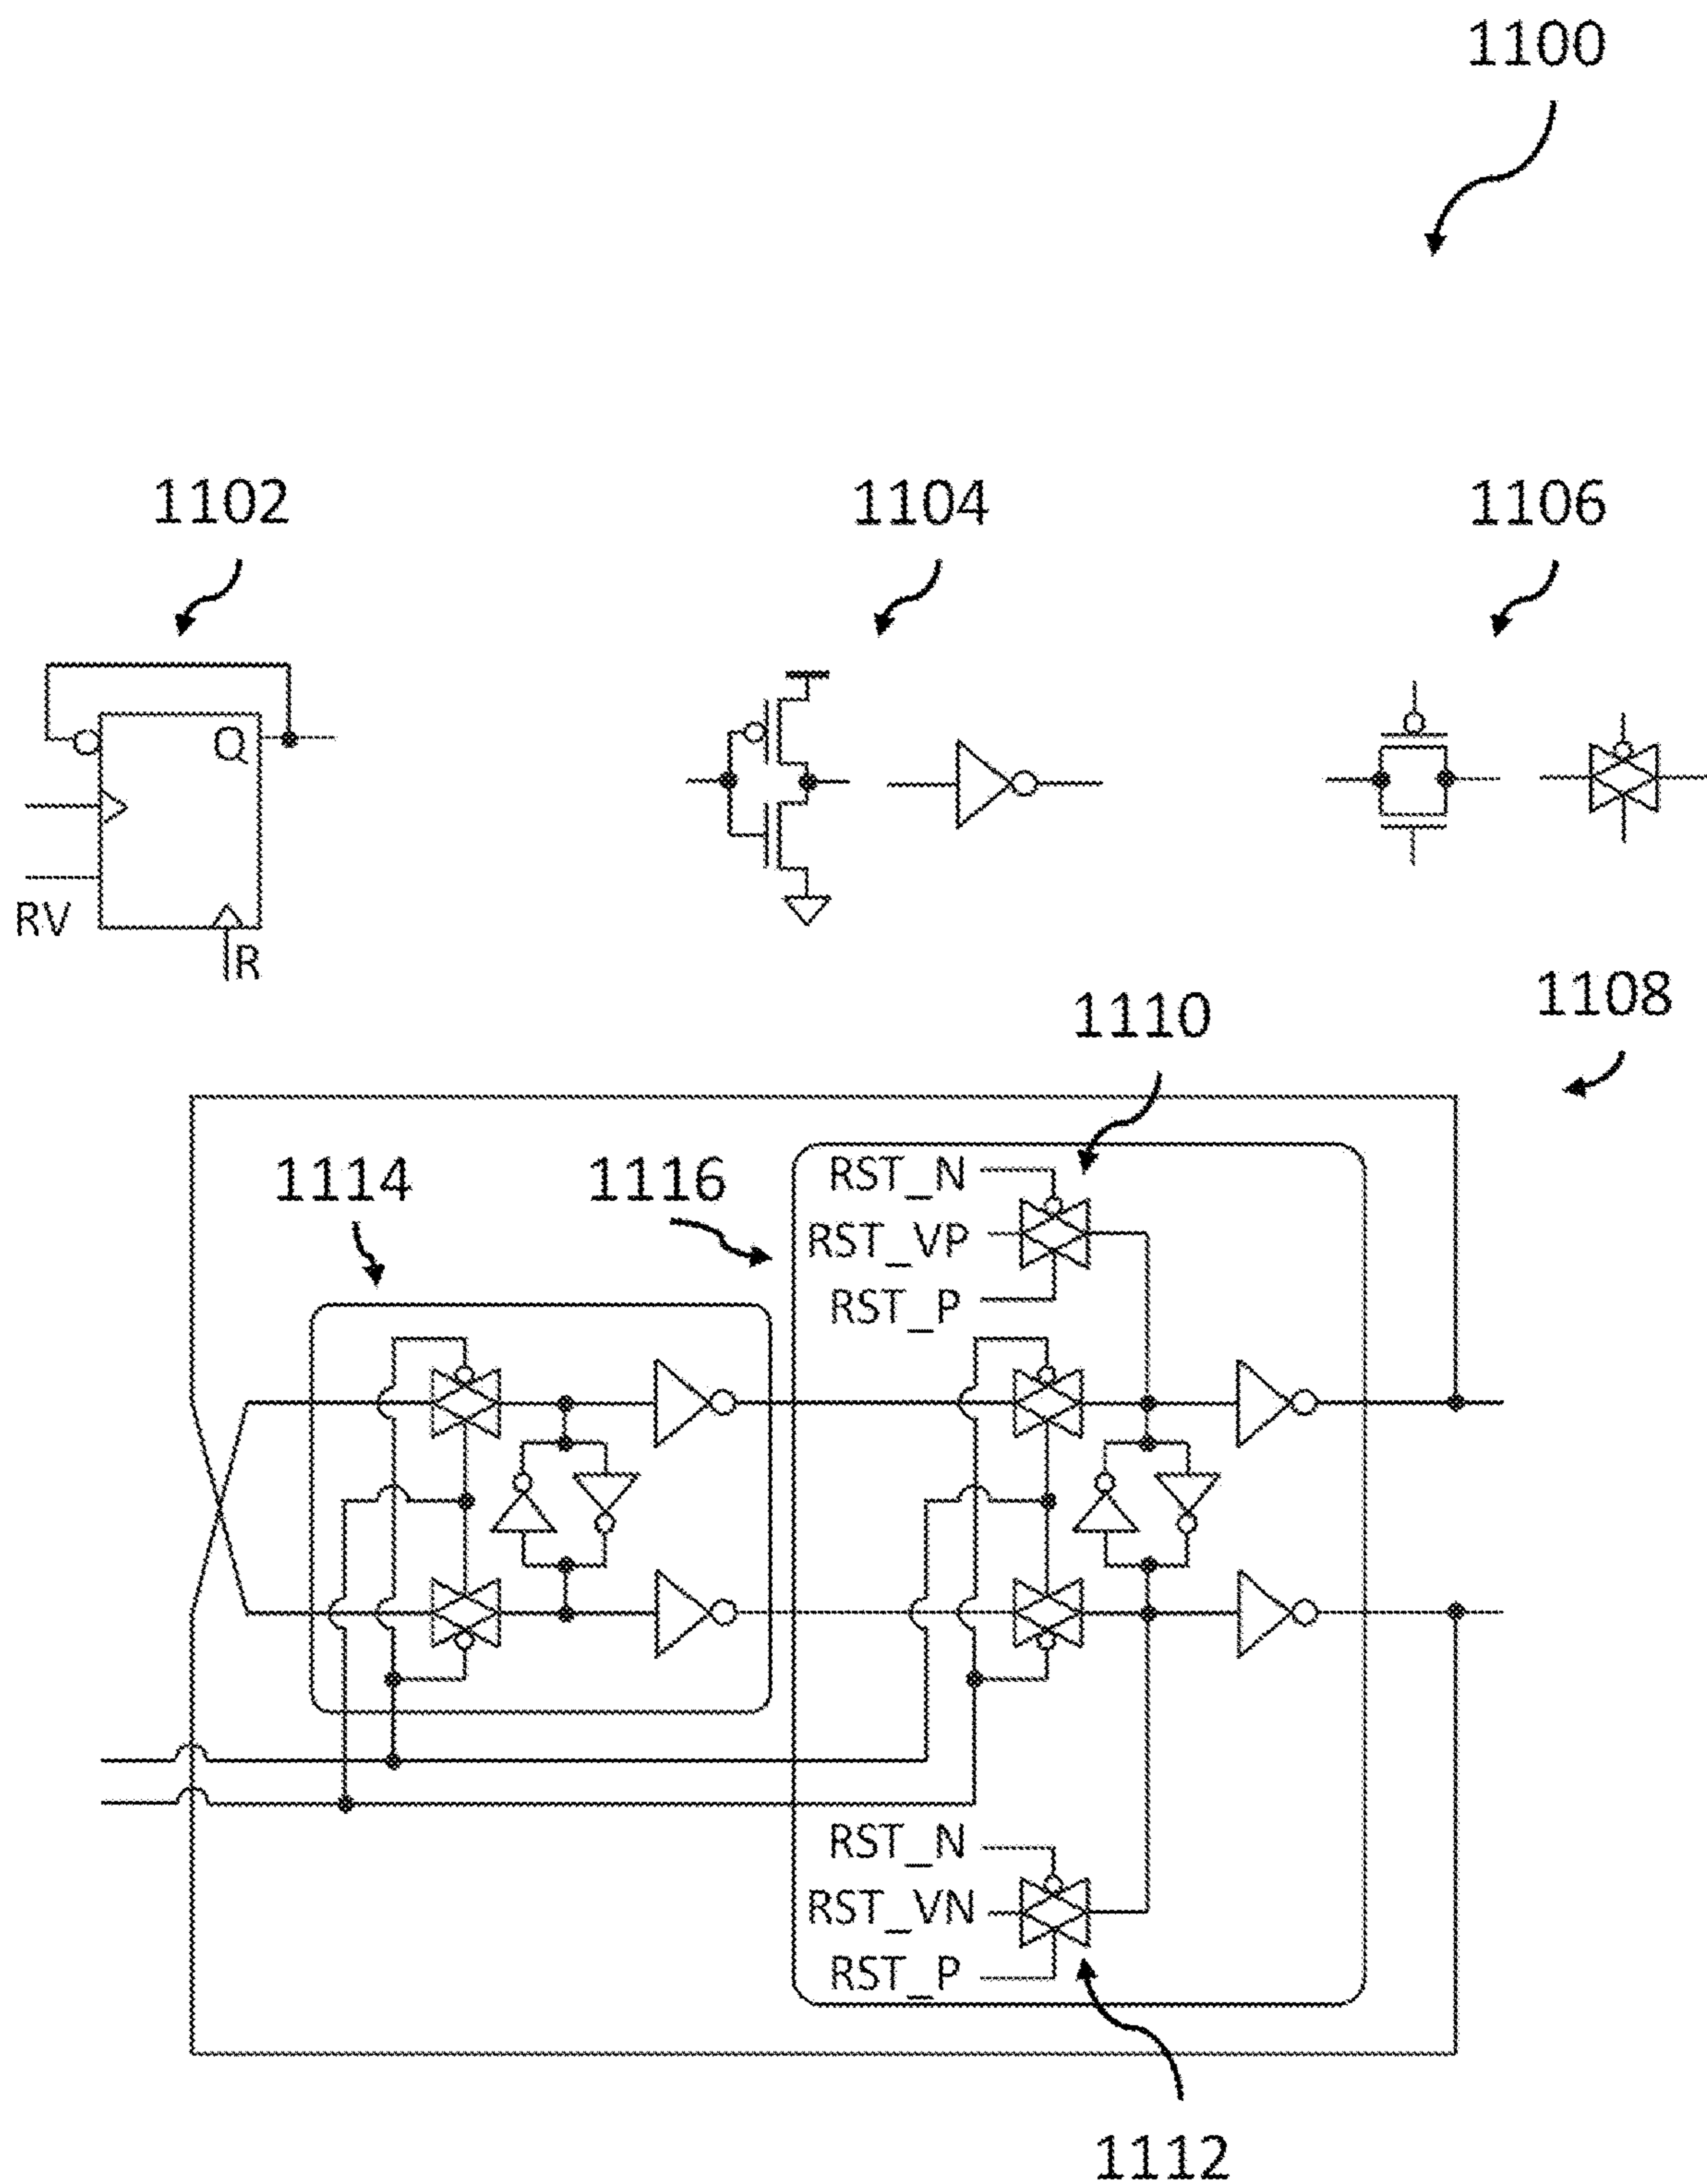 1100
1102
1104
1106
Q
RV
R
1108
1110
1114
1116
RST_N
RST_VP
RST_P
RST_N
RST_VN
RST_P
1112